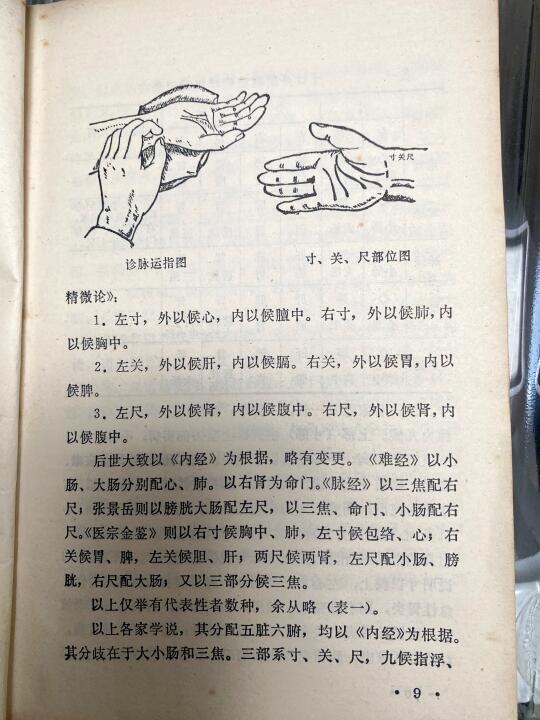 寸关尺
诊脉运指图
寸、关、尺部位图
精微论》：
1．左寸，外以候心，内以候膻中。右寸，外以候肺，内
以候胸中。
2．左关，外以候肝，内以候膈。右关，外以候胃，内以
候脾。
3．左尺，外以候肾，内以候腹中。右尺，外以候肾，内
以候腹中。
后世大致以《内经》为根据，略有变更。《难经》以小
肠、大肠分别配心、肺。以右肾为命门。《脉经》以三焦配右
尺；张景岳则以膀胱大肠配左尺，以三焦、命门、小肠配右
尺。《医宗金鉴》则以右寸候胸中、肺，左寸候包络、心；右
关候胃、脾，左关候胆、肝；两尺候两肾，左尺配小肠、膀
胱，右尺配大肠；又以三部分候三焦。
以上仅举有代表性者数种，余从略（表一）。
以上各家学说，其分配五脏六腑，均以《内经》为根据。
其分歧在于大小肠和三焦。三部系寸、关、尺，九候指浮、
·9·